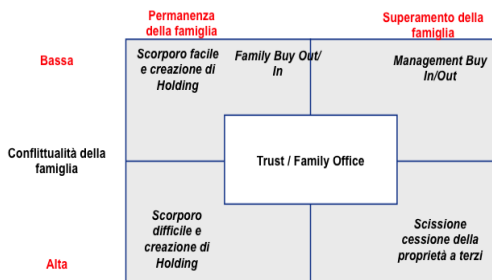 Permanenza
della famiglia
Superamento della
famiglia
Bassa
Scorporo facile
e creazione di
Holding
Family Buy Out/
In
Management Buy
In/Out
Conflittualità della
famiglia
Trust / Family Office
Scorporo
difficile e
creazione di
Holding
Scissione
cessione della
proprietà a terzi
Alta